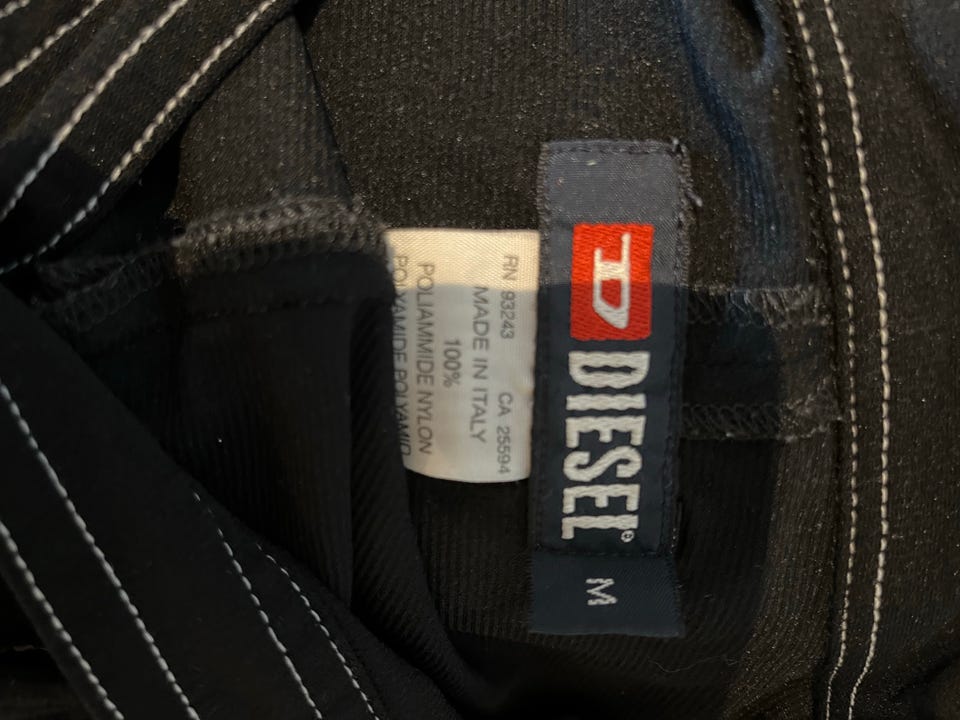 D
DIESEL®
M
RN 93243 CA 25594
MADE IN ITALY
100%
POLIAMMIDE NYLON
POLYAMIDE POLYAMID